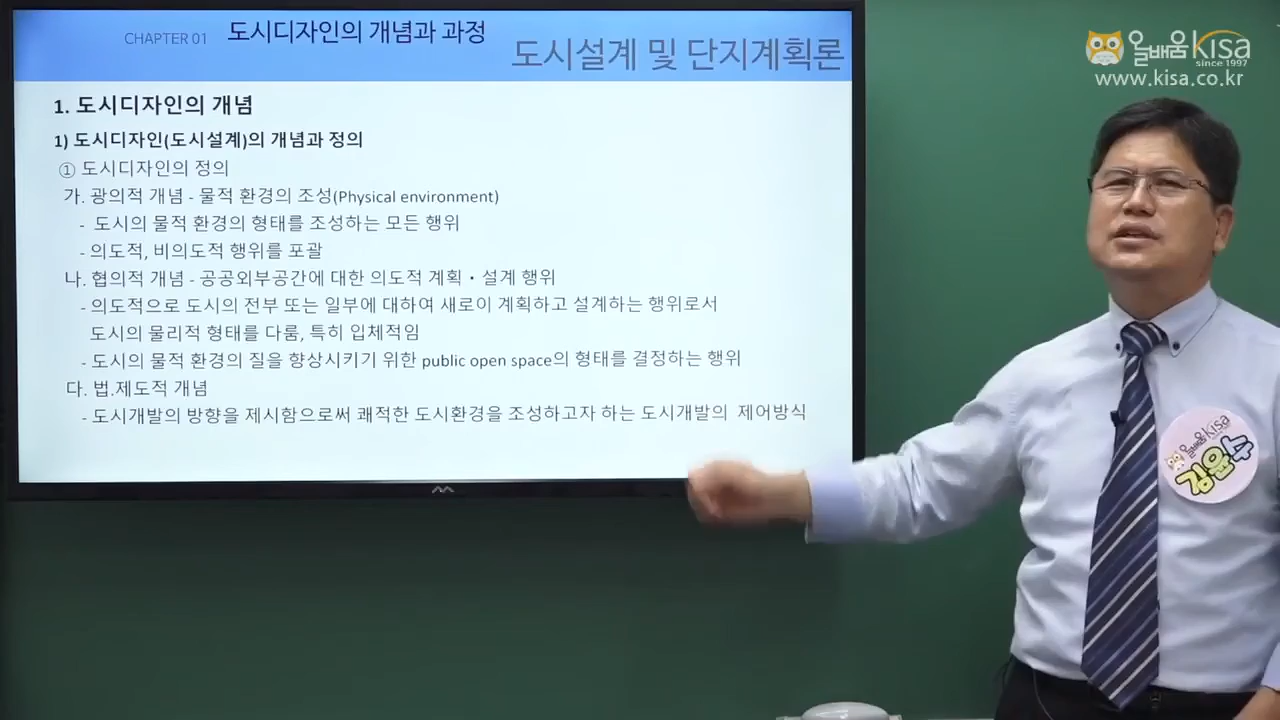 CHAPTER 01 도시디자인의 개념과 과정
도시설계 및 단지계획론
1. 도시디자인의 개념
1) 도시디자인(도시설계)의 개념과 정의
① 도시디자인의 정의
가. 광의적 개념 - 물적 환경의 조성(Physical environment)
- 도시의 물적 환경의 형태를 조성하는 모든 행위
- 의도적, 비의도적 행위를 포괄
나. 협의적 개념 - 공공외부공간에 대한 의도적 계획・설계 행위
- 의도적으로 도시의 전부 또는 일부에 대하여 새로이 계획하고 설계하는 행위로서
도시의 물리적 형태를 다룸, 특히 입체적임
- 도시의 물적 환경의 질을 향상시키기 위한 public open space의 형태를 결정하는 행위
다. 법.제도적 개념
- 도시개발의 방향을 제시함으로써 쾌적한 도시환경을 조성하고자 하는 도시개발의 제어방식
올배움 kisa
since 1997
www.kisa.co.kr
올배움 kisa
김윤수